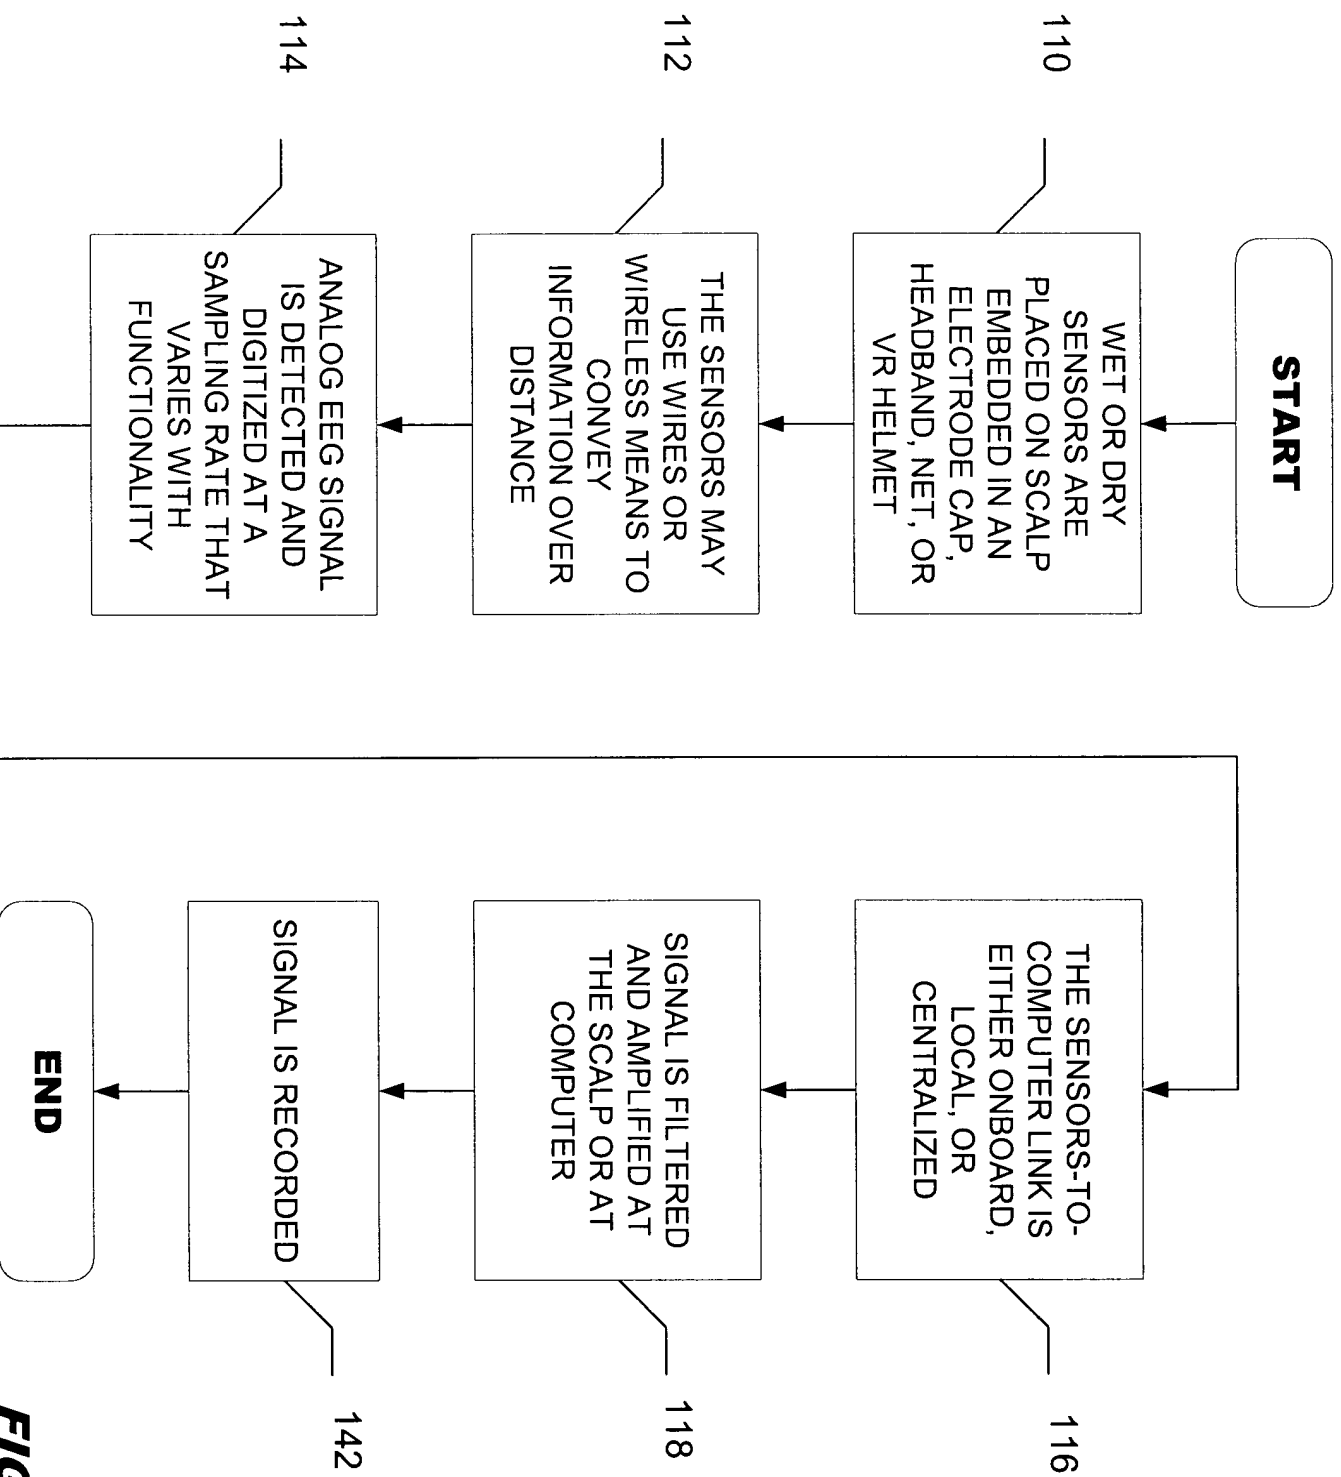 START
110
WET OR DRY
SENSORS ARE
PLACED ON SCALP
EMBEDDED IN AN
ELECTRODE CAP,
HEADBAND, NET, OR
VR HELMET
112
THE SENSORS MAY
USE WIRES OR
WIRELESS MEANS TO
CONVEY
INFORMATION OVER
DISTANCE
114
ANALOG EEG SIGNAL
IS DETECTED AND
DIGITIZED AT A
SAMPLING RATE THAT
VARIES WITH
FUNCTIONALITY
THE SENSORS-TO-
COMPUTER LINK IS
EITHER ONBOARD,
LOCAL, OR
CENTRALIZED
116
SIGNAL IS FILTERED
AND AMPLIFIED AT
THE SCALP OR AT
COMPUTER
118
SIGNAL IS RECORDED
142
END